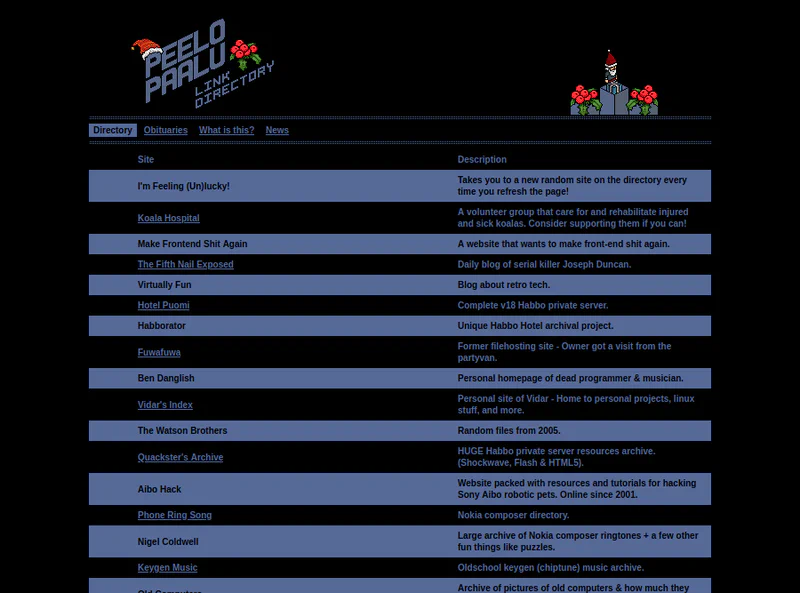 PEELO
PAALU
LINK
DIRECTORY
Directory Obituaries What is this? News
Site Description
I'm Feeling (Un)lucky! Takes you to a new random site on the directory every
time you refresh the page!
Koala Hospital A volunteer group that care for and rehabilitate injured
and sick koalas. Consider supporting them if you can!
Make Frontend Shit Again A website that wants to make front-end shit again.
The Fifth Nail Exposed Daily blog of serial killer Joseph Duncan.
Virtually Fun Blog about retro tech.
Hotel Puomi Complete v18 Habbo private server.
Habborator Unique Habbo Hotel archival project.
Fuwafuwa Former filehosting site - Owner got a visit from the
partyvan.
Ben Danglish Personal homepage of dead programmer & musician.
Vidar's Index Personal site of Vidar - Home to personal projects, linux
stuff, and more.
The Watson Brothers Random files from 2005.
Quackster's Archive HUGE Habbo private server resources archive.
(Shockwave, Flash & HTML5).
Aibo Hack Website packed with resources and tutorials for hacking
Sony Aibo robotic pets. Online since 2001.
Phone Ring Song Nokia composer directory.
Nigel Coldwell Large archive of Nokia composer ringtones + a few other
fun things like puzzles.
Keygen Music Oldschool keygen (chiptune) music archive.
Old Computers Archive of pictures of old computers & how much they